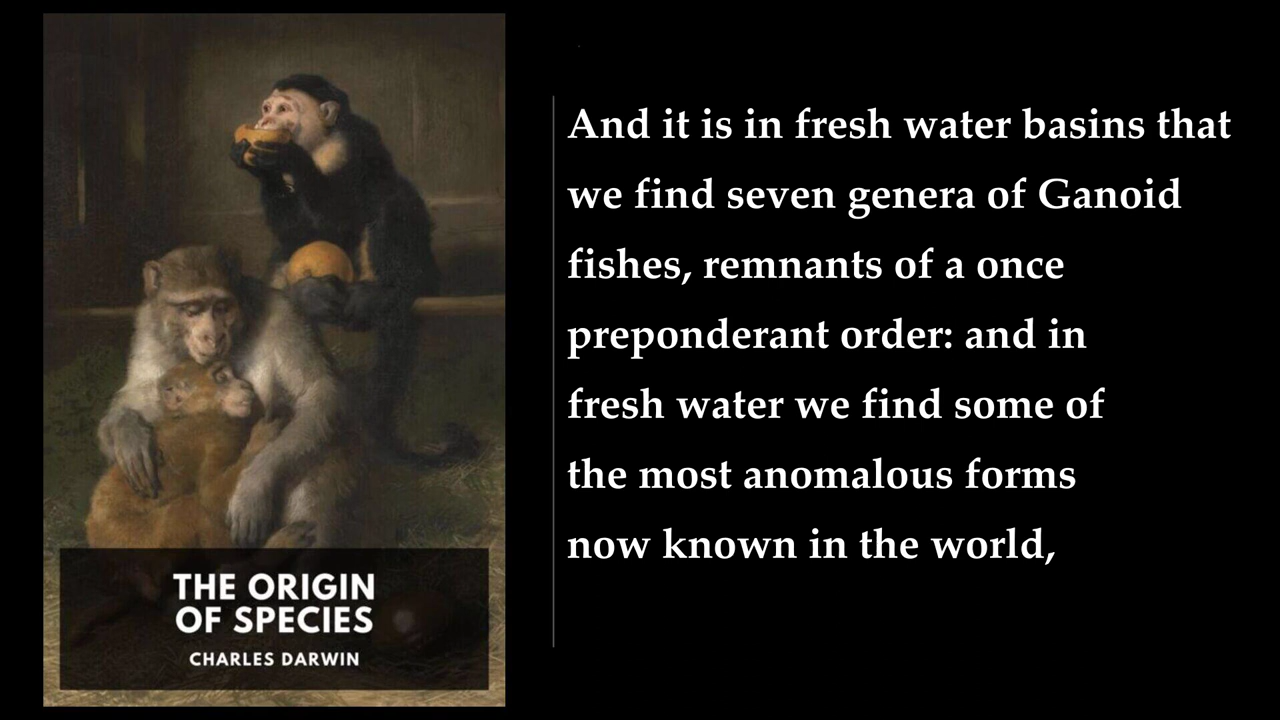 And it is in fresh water basins that
we find seven genera of Ganoid
fishes, remnants of a once
preponderant order: and in
fresh water we find some of
the most anomalous forms
now known in the world,
THE ORIGIN
OF SPECIES
CHARLES DARWIN